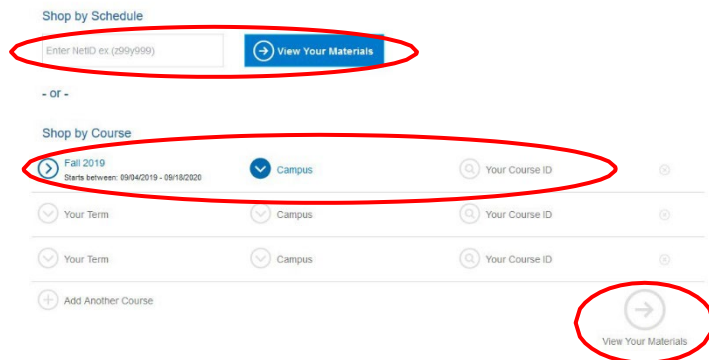 Shop by Schedule
Enter NetID ex.(z99y999)
View Your Materials
- or -
Shop by Course
Fall 2019 Campus Your Course ID
Starts between: 09/04/2019 - 09/18/2020
Your Term Campus Your Course ID
Your Term Campus Your Course ID
Add Another Course
View Your Materials